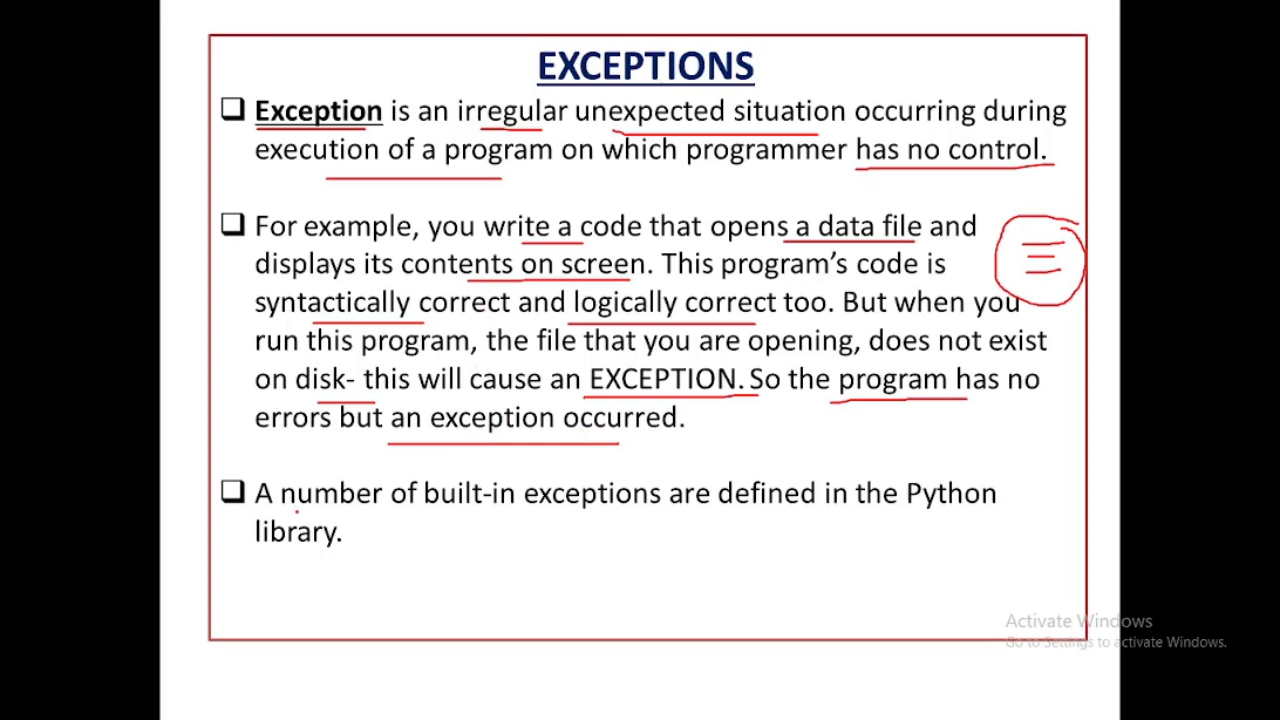 EXCEPTIONS
❑ Exception is an irregular unexpected situation occurring during
execution of a program on which programmer has no control.
❑ For example, you write a code that opens a data file and
displays its contents on screen. This program’s code is
syntactically correct and logically correct too. But when you
run this program, the file that you are opening, does not exist
on disk- this will cause an EXCEPTION. So the program has no
errors but an exception occurred.
❑ A number of built-in exceptions are defined in the Python
library.
Activate Windows
Go to Settings to activate Windows.